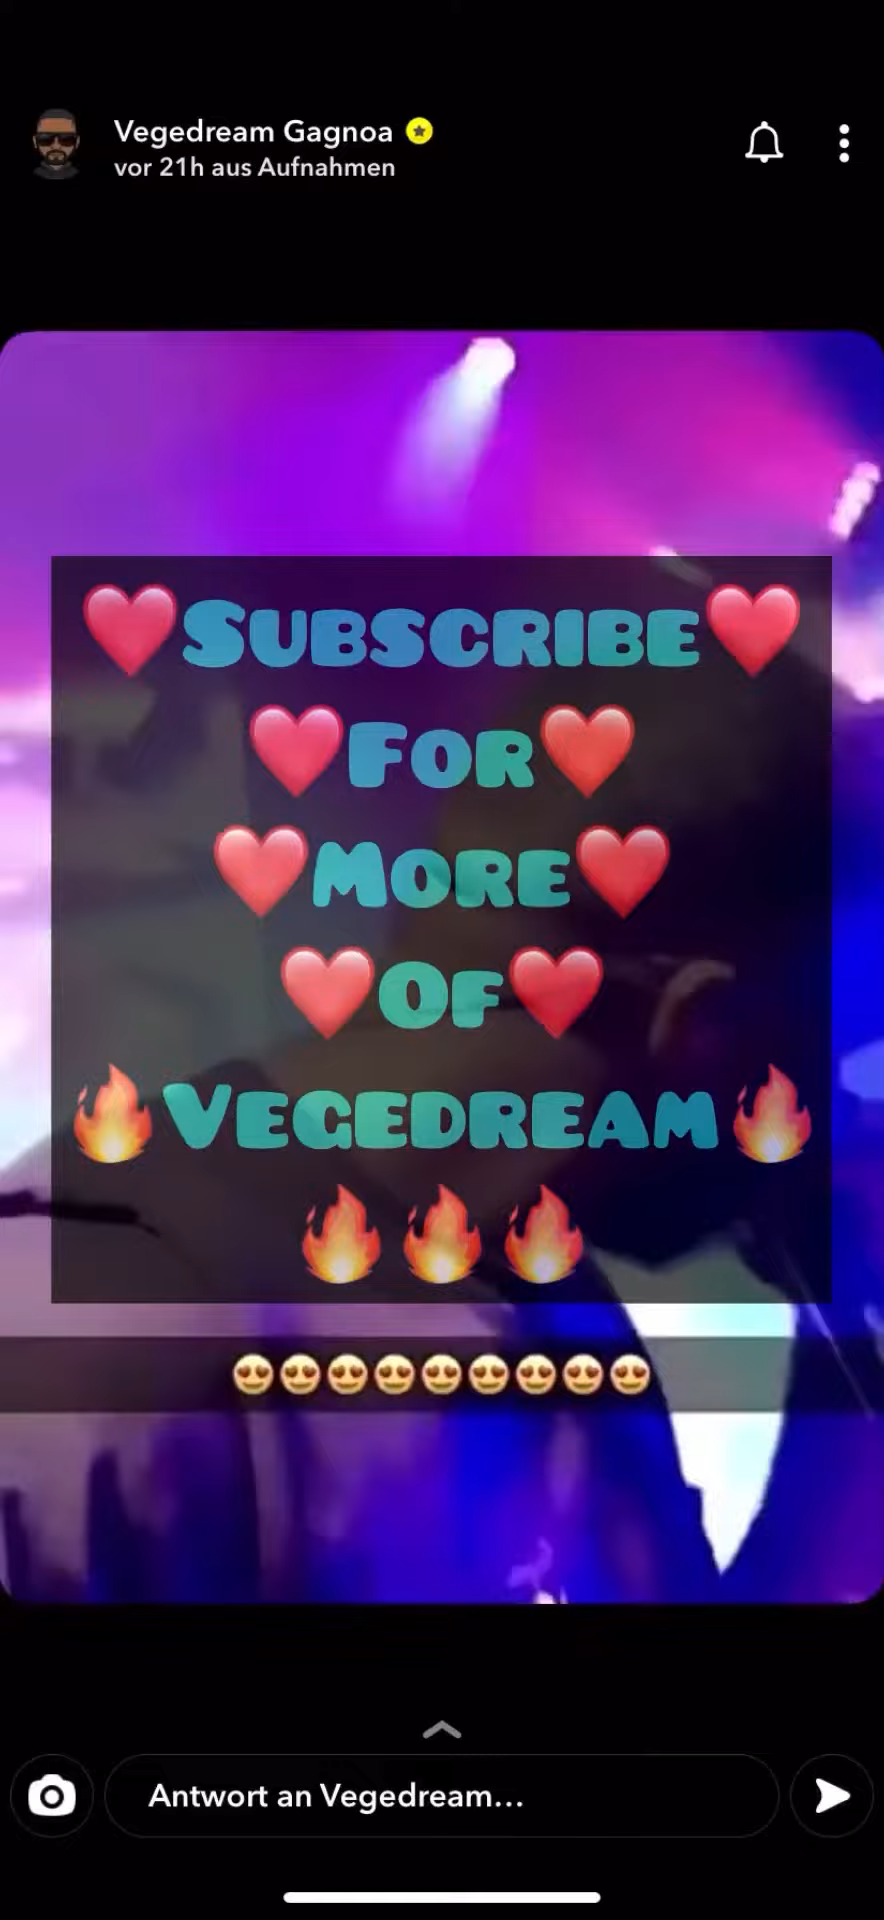 Vegedream Gagnoa
vor 21h aus Aufnahmen
❤️SUBSCRIBE❤️
❤️FOR❤️
❤️MORE❤️
❤️OF❤️
🔥VEGEDREAM🔥
🔥🔥🔥
😍😍😍😍😍😍😍😍😍
Antwort an Vegedream...